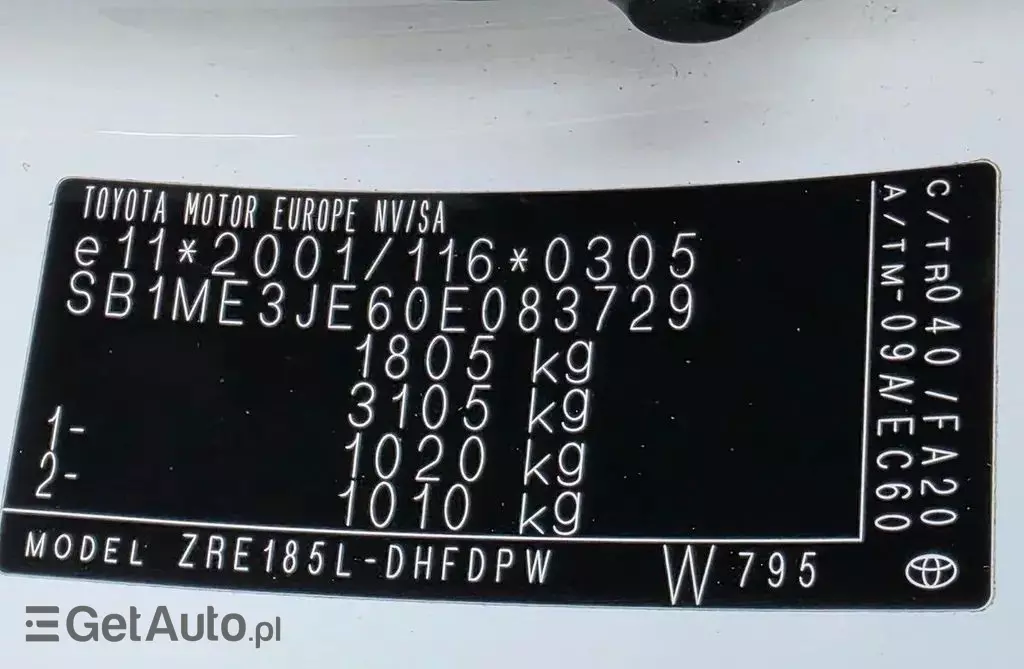 TOYOTA MOTOR EUROPE NV/SA
e11*2001/116*0305
SB1ME3JE60E083729
1805 kg
3105 kg
1- 1020 kg
2- 1010 kg
MODEL ZRE185L-DHFDPW W795
C/TR040/FA20
A/TM-09A/EC60
GetAuto.pl